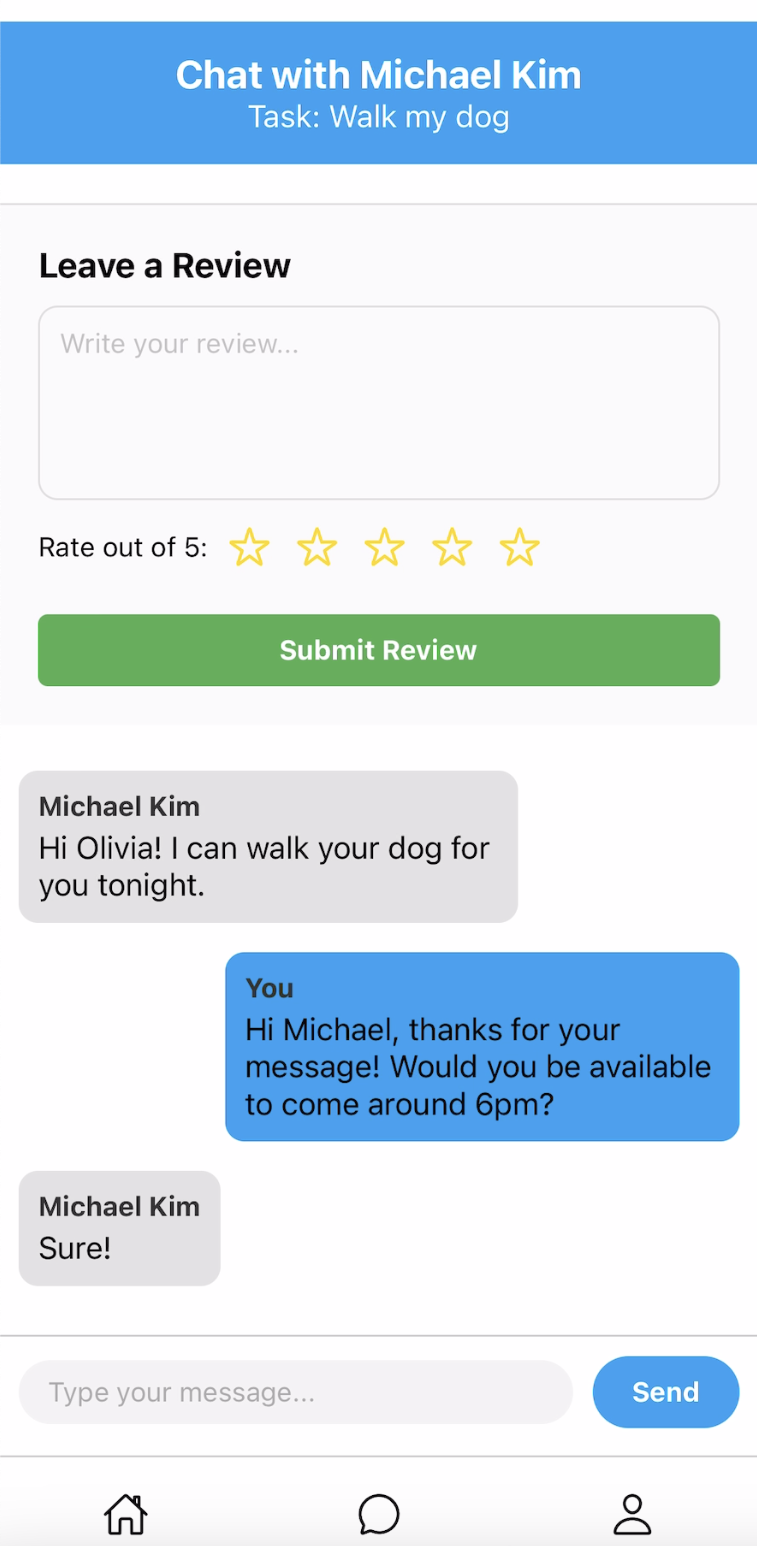 Chat with Michael Kim
Task: Walk my dog
Leave a Review
Write your review...
Rate out of 5:
Submit Review
Michael Kim
Hi Olivia! I can walk your dog for
you tonight.
You
Hi Michael, thanks for your
message! Would you be available
to come around 6pm?
Michael Kim
Sure!
Type your message...
Send